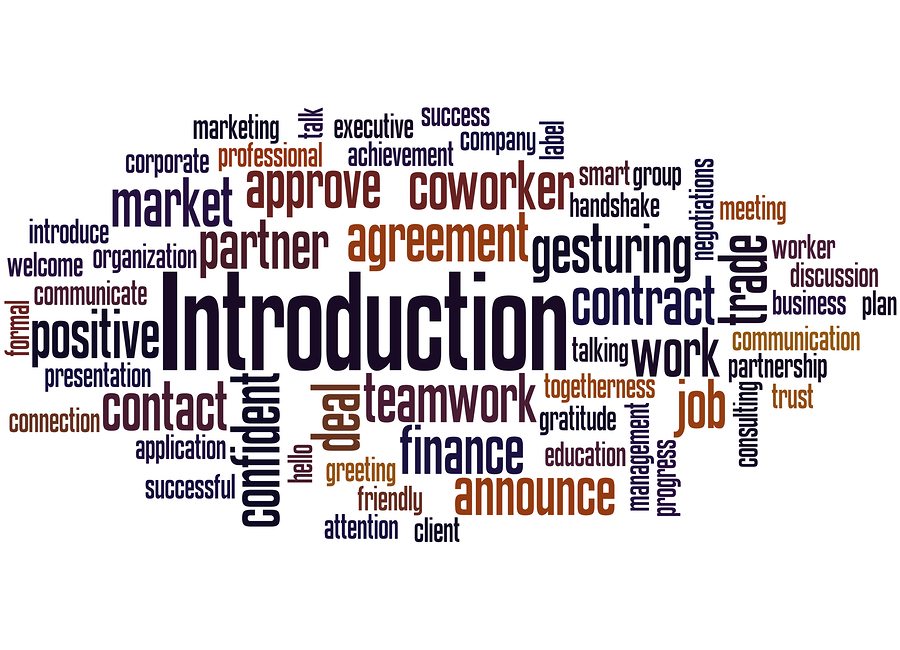 success
talk
marketing
executive
company
label
corporate
professional
achievement
market
approve
coworker
smart
group
handshake
negotiations
meeting
introduce
partner
agreement
gesturing
trade
worker
welcome
organization
discussion
communicate
Introduction
contract
business
plan
formal
positive
talking
work
communication
partnership
presentation
confident
deal
teamwork
togetherness
job
consulting
trust
connection
contact
gratitude
management
application
hello
finance
education
progress
successful
greeting
friendly
announce
attention
client